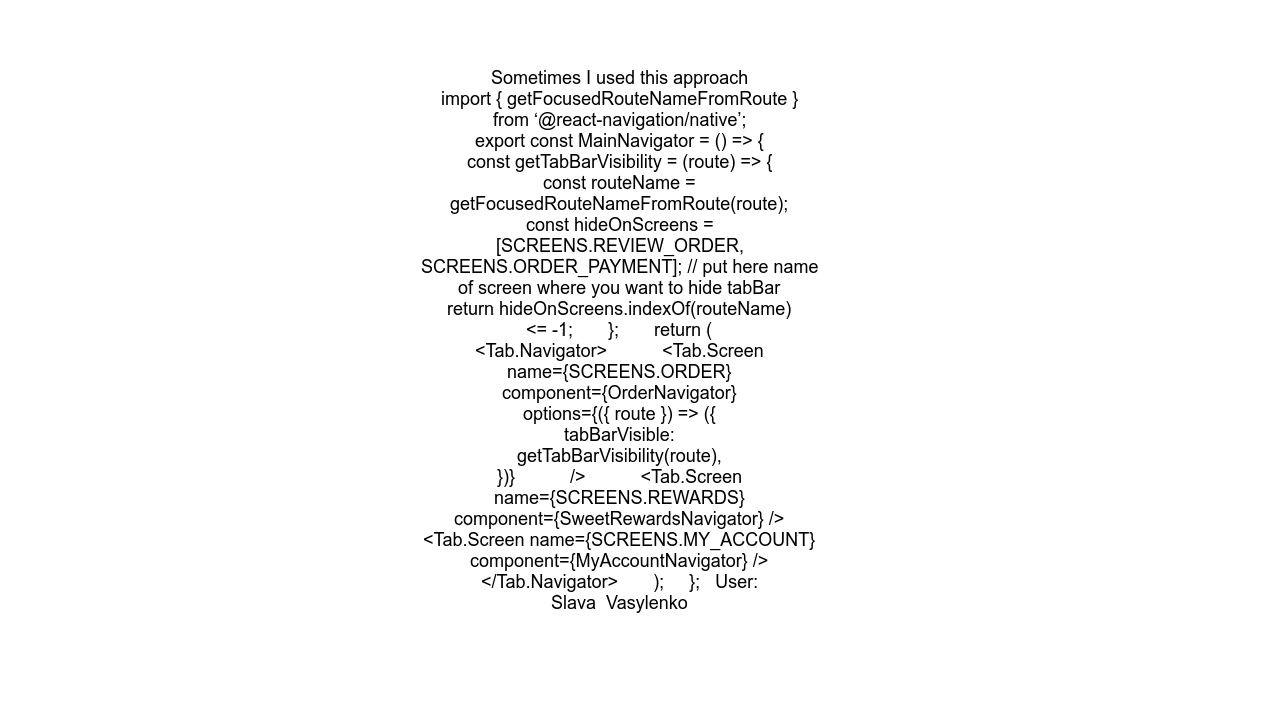 Sometimes I used this approach
import { getFocusedRouteNameFromRoute }
from ‘@react-navigation/native’;
export const MainNavigator = () => {
const getTabBarVisibility = (route) => {
const routeName =
getFocusedRouteNameFromRoute(route);
const hideOnScreens =
[SCREENS.REVIEW_ORDER,
SCREENS.ORDER_PAYMENT]; // put here name
of screen where you want to hide tabBar
return hideOnScreens.indexOf(routeName)
<= -1;       };       return (
<Tab.Navigator>           <Tab.Screen
name={SCREENS.ORDER}
component={OrderNavigator}
options={({ route }) => ({
tabBarVisible:
getTabBarVisibility(route),
})}           />           <Tab.Screen
name={SCREENS.REWARDS}
component={SweetRewardsNavigator} />
<Tab.Screen name={SCREENS.MY_ACCOUNT}
component={MyAccountNavigator} />
</Tab.Navigator>       );     };   User:
Slava  Vasylenko